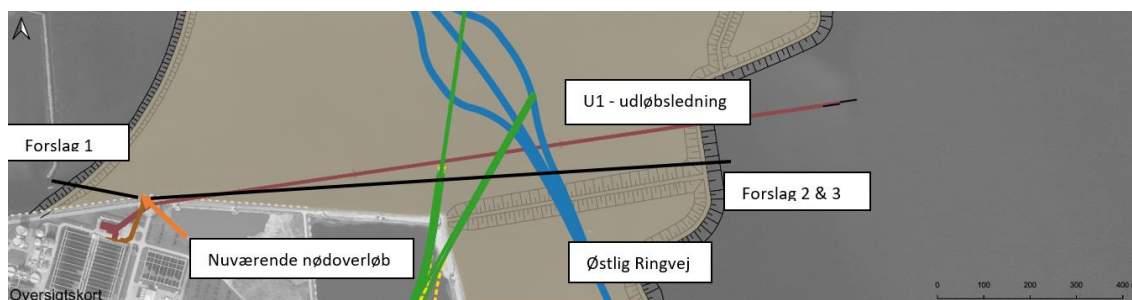 U1 - udløbsledning
Forslag 1
Forslag 2 & 3
Nuværende nødoverløb
Østlig Ringvej
Oversigtskort
0 100 200 300 400